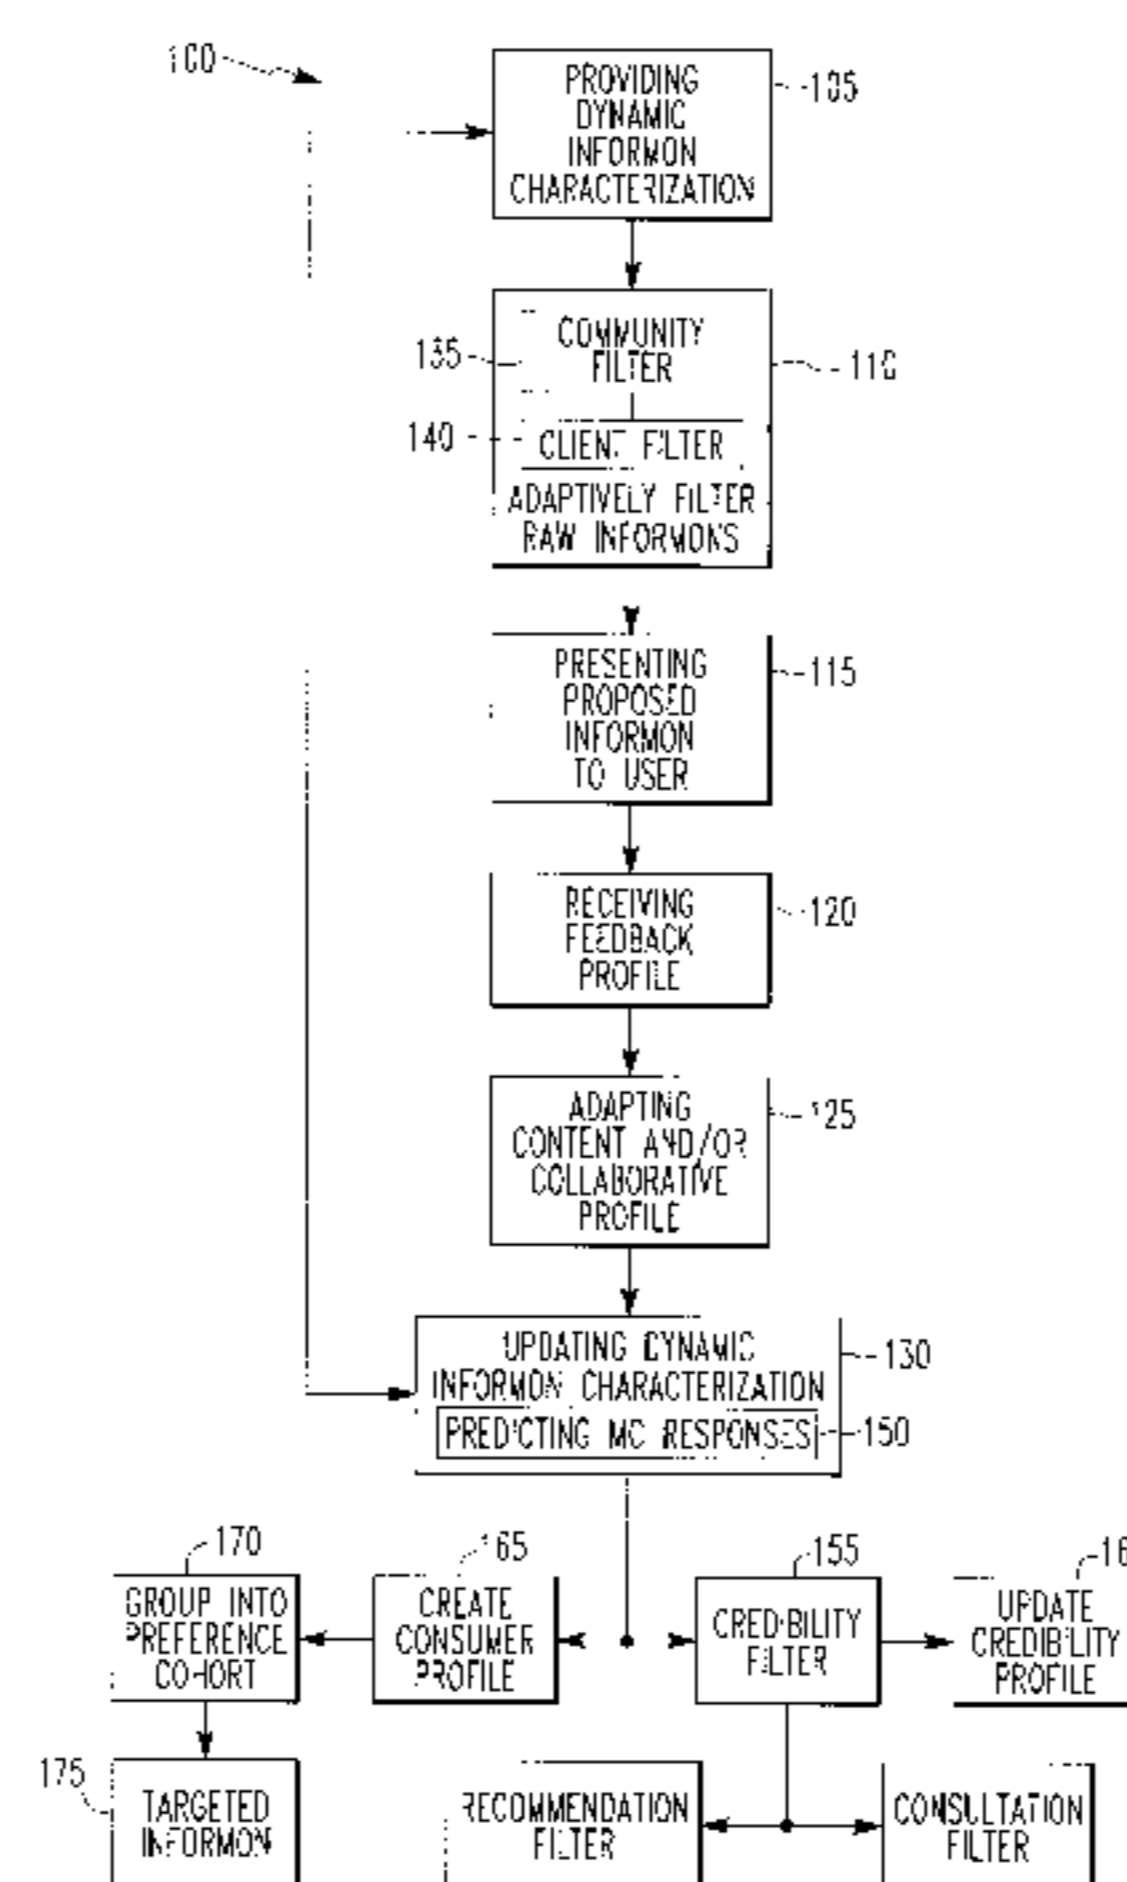 100
PROVIDING
DYNAMIC
INFORMON
CHARACTERIZATION
105
COMMUNITY
FILTER
135
110
140
CLIENT FILTER
ADAPTIVELY FILTER
RAW INFORMONS
PRESENTING
PROPOSED
INFORMON
TO USER
115
RECEIVING
FEEDBACK
PROFILE
120
ADAPTING
CONTENT AND/OR
COLLABORATIVE
PROFILE
125
UPDATING DYNAMIC
INFORMON CHARACTERIZATION
130
PREDICTING MC RESPONSES
150
170
165
155
16
GROUP INTO
PREFERENCE
COHORT
CREATE
CONSUMER
PROFILE
CREDIBILITY
FILTER
UPDATE
CREDIBILITY
PROFILE
175
TARGETED
INFORMON
RECOMMENDATION
FILTER
CONSULTATION
FILTER